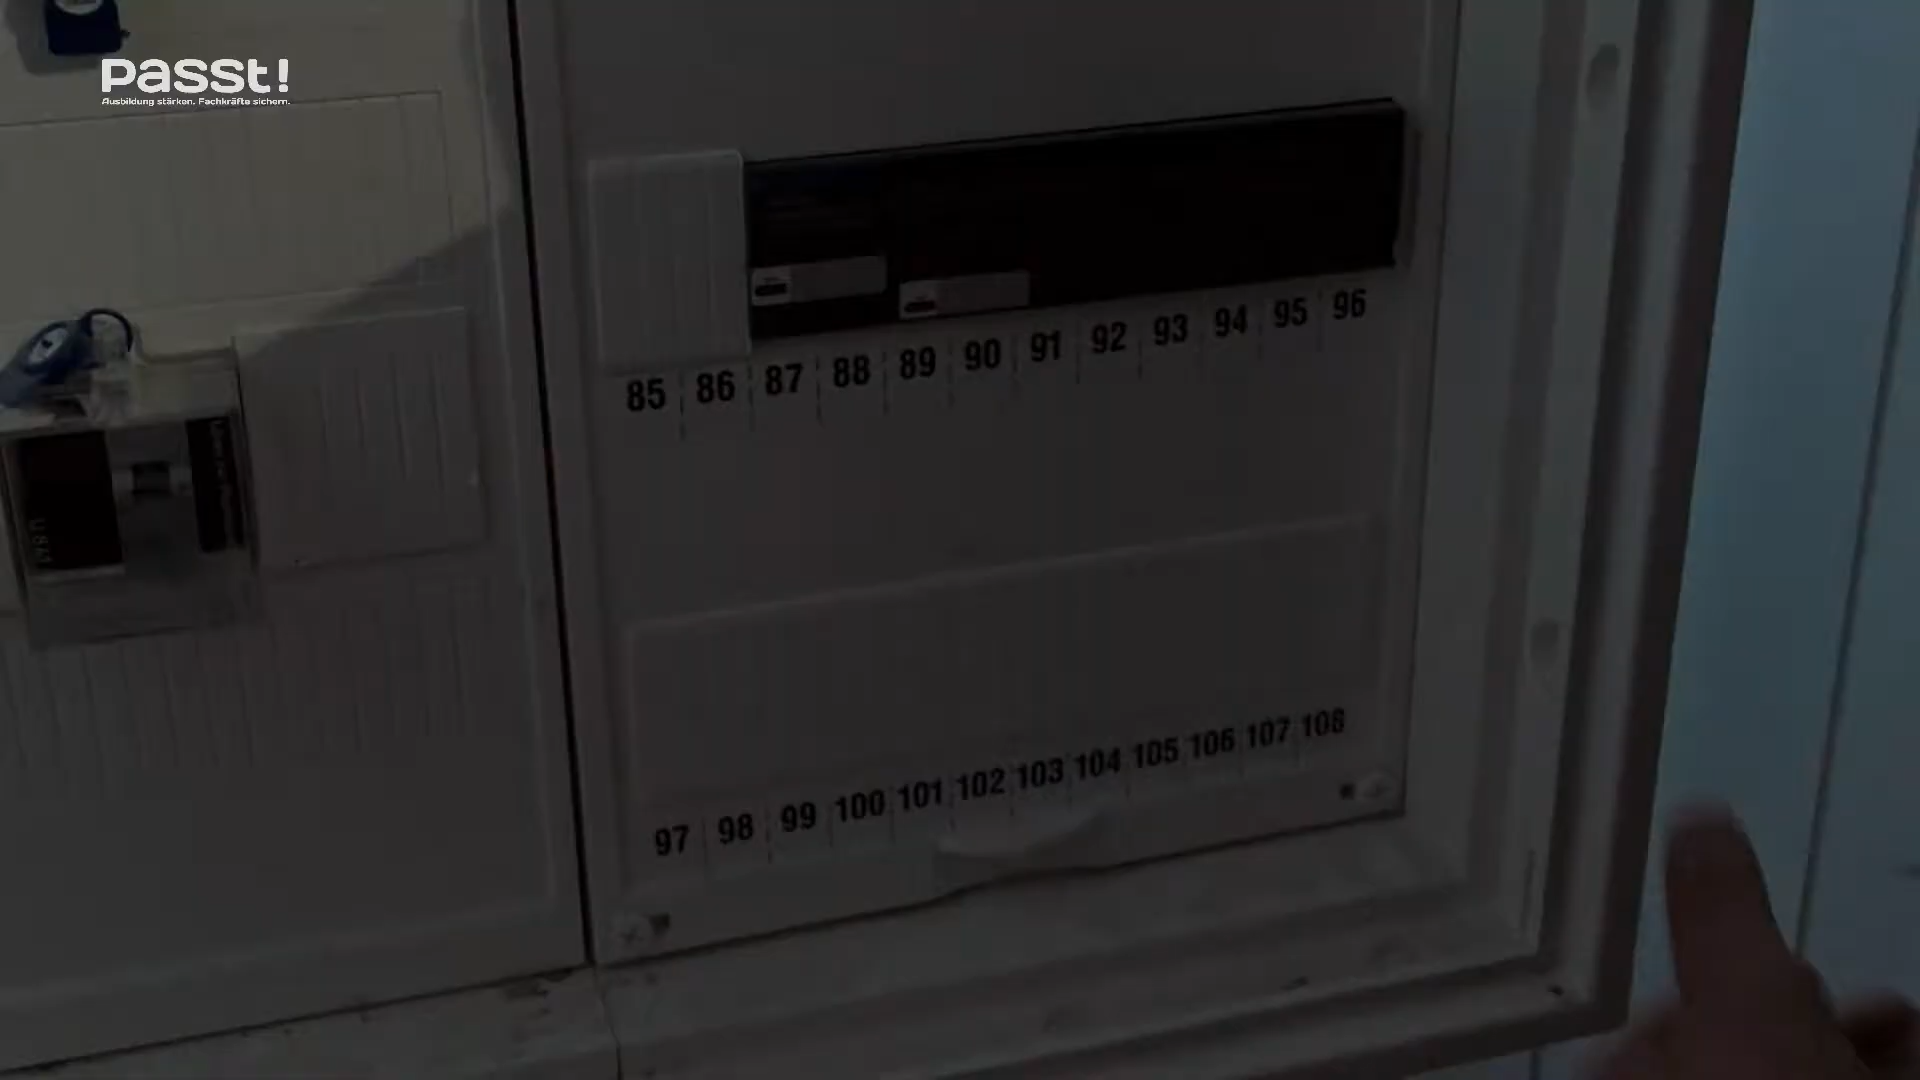 Passt!
Ausbildung stärken. Fachkräfte sichern.
85 86 87 88 89 90 91 92 93 94 95 96
97 98 99 100 101 102 103 104 105 106 107 108